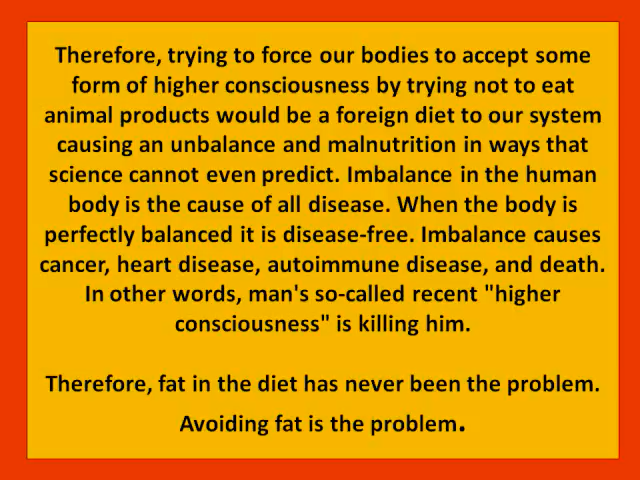 Therefore, trying to force our bodies to accept some
form of higher consciousness by trying not to eat
animal products would be a foreign diet to our system
causing an unbalance and malnutrition in ways that
science cannot even predict. Imbalance in the human
body is the cause of all disease. When the body is
perfectly balanced it is disease-free. Imbalance causes
cancer, heart disease, autoimmune disease, and death.
In other words, man's so-called recent "higher
consciousness" is killing him.
Therefore, fat in the diet has never been the problem.
Avoiding fat is the problem.